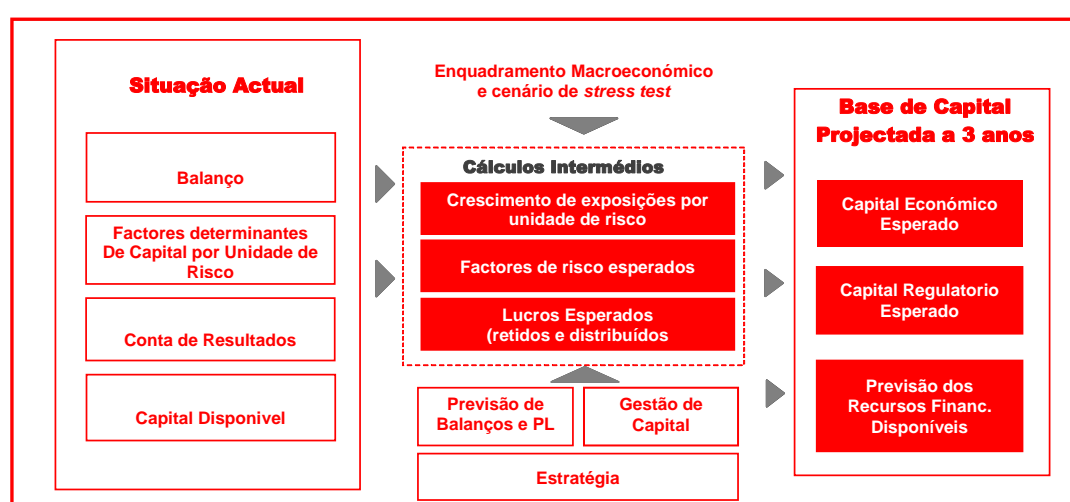 Situação Actual
Balanço
Factores determinantes
De Capital por Unidade de
Risco
Conta de Resultados
Capital Disponivel
Enquadramento Macroeconómico
e cenário de stress test
Cálculos Intermédios
Crescimento de exposições por
unidade de risco
Factores de risco esperados
Lucros Esperados
(retidos e distribuídos
Previsão de
Balanços e PL
Gestão de
Capital
Estratégia
Base de Capital
Projectada a 3 anos
Capital Económico
Esperado
Capital Regulatorio
Esperado
Previsão dos
Recursos Financ.
Disponíveis